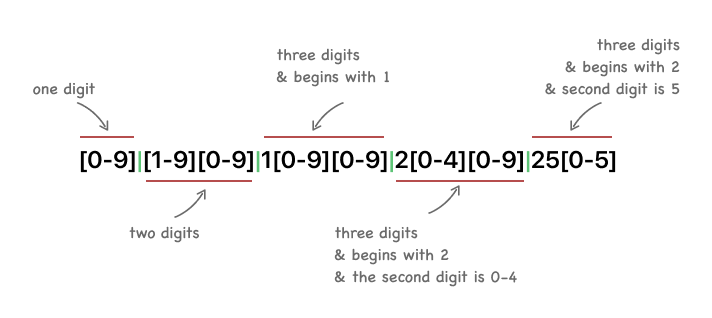 three digits
& begins with 1
three digits
& begins with 2
& second digit is 5
one digit
[0-9]|[1-9][0-9]|1[0-9][0-9]|2[0-4][0-9]|25[0-5]
two digits
three digits
& begins with 2
& the second digit is 0-4